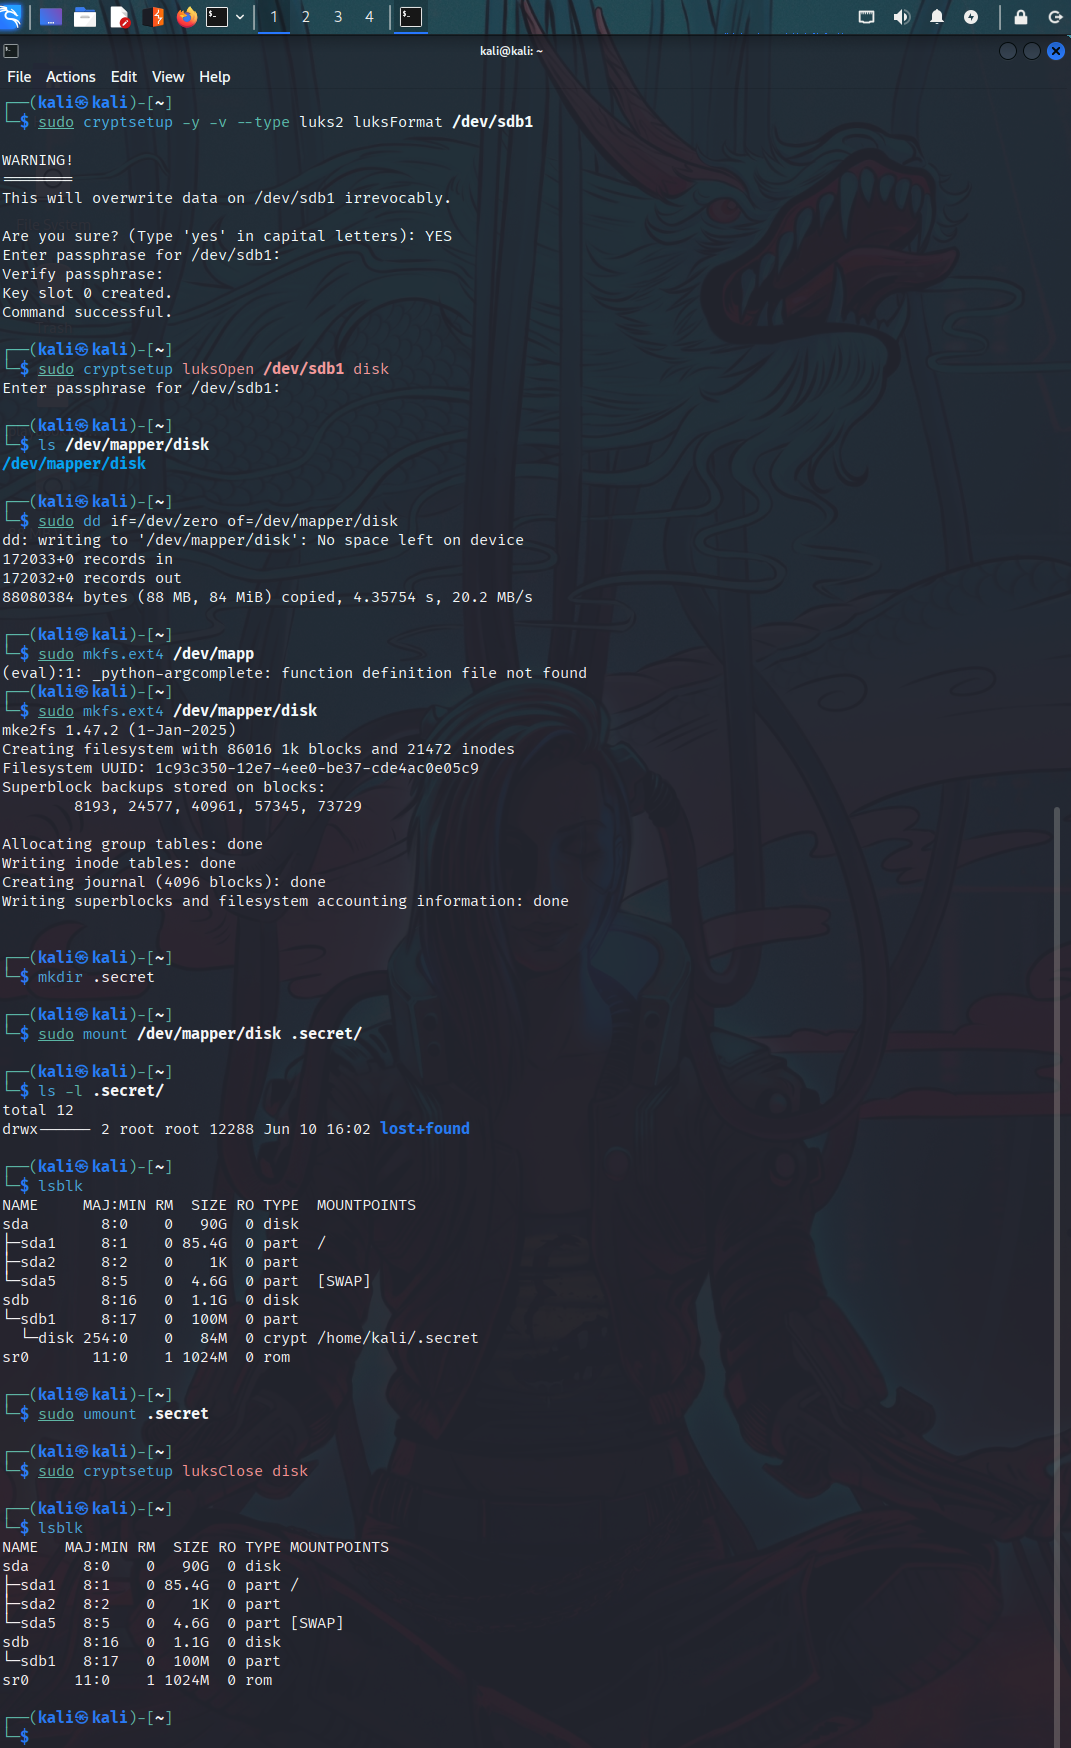 1 2 3 4
kali@kali: ~
File Actions Edit View Help
┌──(kali㉿kali)-[~]
└─$ sudo cryptsetup -y -v --type luks2 luksFormat /dev/sdb1
WARNING!
========
This will overwrite data on /dev/sdb1 irrevocably.
Are you sure? (Type 'yes' in capital letters): YES
Enter passphrase for /dev/sdb1:
Verify passphrase:
Key slot 0 created.
Command successful.
┌──(kali㉿kali)-[~]
└─$ sudo cryptsetup luksOpen /dev/sdb1 disk
Enter passphrase for /dev/sdb1:
┌──(kali㉿kali)-[~]
└─$ ls /dev/mapper/disk
/dev/mapper/disk
┌──(kali㉿kali)-[~]
└─$ sudo dd if=/dev/zero of=/dev/mapper/disk
dd: writing to '/dev/mapper/disk': No space left on device
172033+0 records in
172032+0 records out
88080384 bytes (88 MB, 84 MiB) copied, 4.35754 s, 20.2 MB/s
┌──(kali㉿kali)-[~]
└─$ sudo mkfs.ext4 /dev/mapp
(eval):1: _python-argcomplete: function definition file not found
┌──(kali㉿kali)-[~]
└─$ sudo mkfs.ext4 /dev/mapper/disk
mke2fs 1.47.2 (1-Jan-2025)
Creating filesystem with 86016 1k blocks and 21472 inodes
Filesystem UUID: 1c93c350-12e7-4ee0-be37-cde4ac0e05c9
Superblock backups stored on blocks:
        8193, 24577, 40961, 57345, 73729
Allocating group tables: done
Writing inode tables: done
Creating journal (4096 blocks): done
Writing superblocks and filesystem accounting information: done
┌──(kali㉿kali)-[~]
└─$ mkdir .secret
┌──(kali㉿kali)-[~]
└─$ sudo mount /dev/mapper/disk .secret/
┌──(kali㉿kali)-[~]
└─$ ls -l .secret/
total 12
drwx------ 2 root root 12288 Jun 10 16:02 lost+found
┌──(kali㉿kali)-[~]
└─$ lsblk
NAME     MAJ:MIN RM  SIZE RO TYPE  MOUNTPOINTS
sda        8:0    0   90G  0 disk
├─sda1     8:1    0 85.4G  0 part  /
├─sda2     8:2    0    1K  0 part
└─sda5     8:5    0  4.6G  0 part  [SWAP]
sdb        8:16   0  1.1G  0 disk
└─sdb1     8:17   0  100M  0 part
  └─disk 254:0    0   84M  0 crypt /home/kali/.secret
sr0       11:0    1 1024M  0 rom
┌──(kali㉿kali)-[~]
└─$ sudo umount .secret
┌──(kali㉿kali)-[~]
└─$ sudo cryptsetup luksClose disk
┌──(kali㉿kali)-[~]
└─$ lsblk
NAME   MAJ:MIN RM  SIZE RO TYPE MOUNTPOINTS
sda      8:0    0   90G  0 disk
├─sda1   8:1    0 85.4G  0 part /
├─sda2   8:2    0    1K  0 part
└─sda5   8:5    0  4.6G  0 part [SWAP]
sdb      8:16   0  1.1G  0 disk
└─sdb1   8:17   0  100M  0 part
sr0     11:0    1 1024M  0 rom
┌──(kali㉿kali)-[~]
└─$